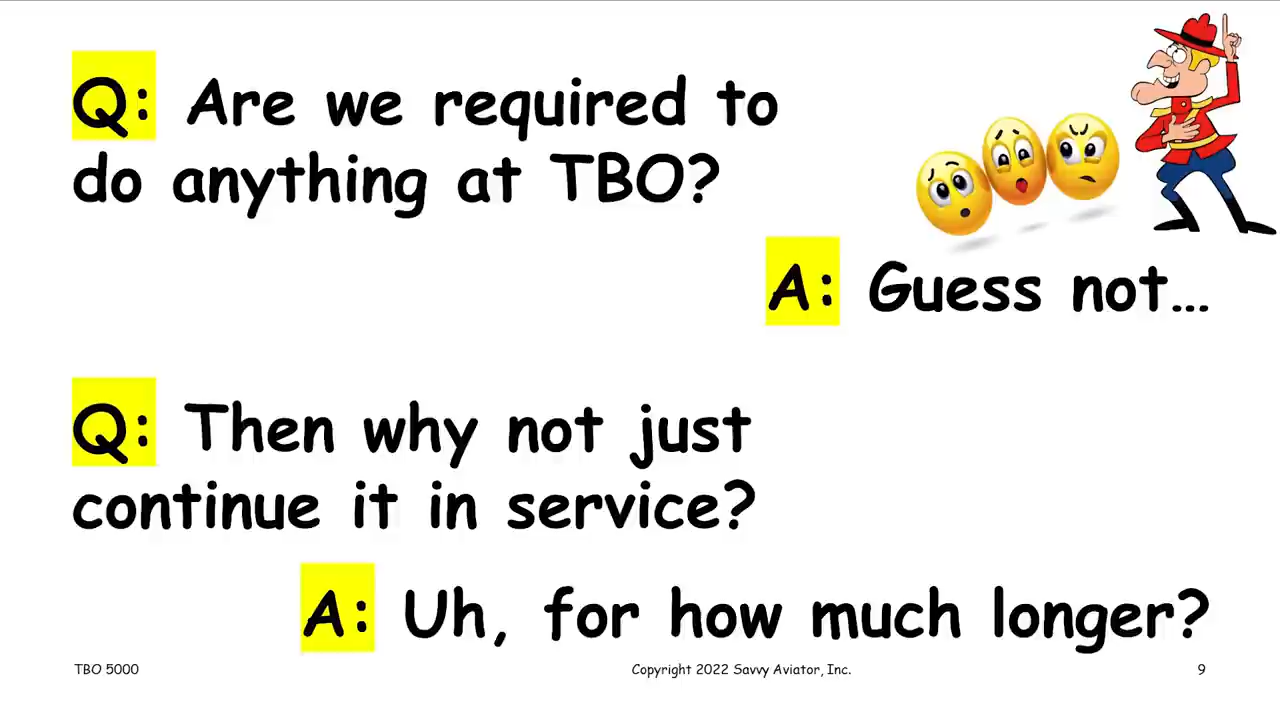 Q: Are we required to
do anything at TBO?
A: Guess not...
Q: Then why not just
continue it in service?
A: Uh, for how much longer?
TBO 5000
Copyright 2022 Savvy Aviator, Inc.
9